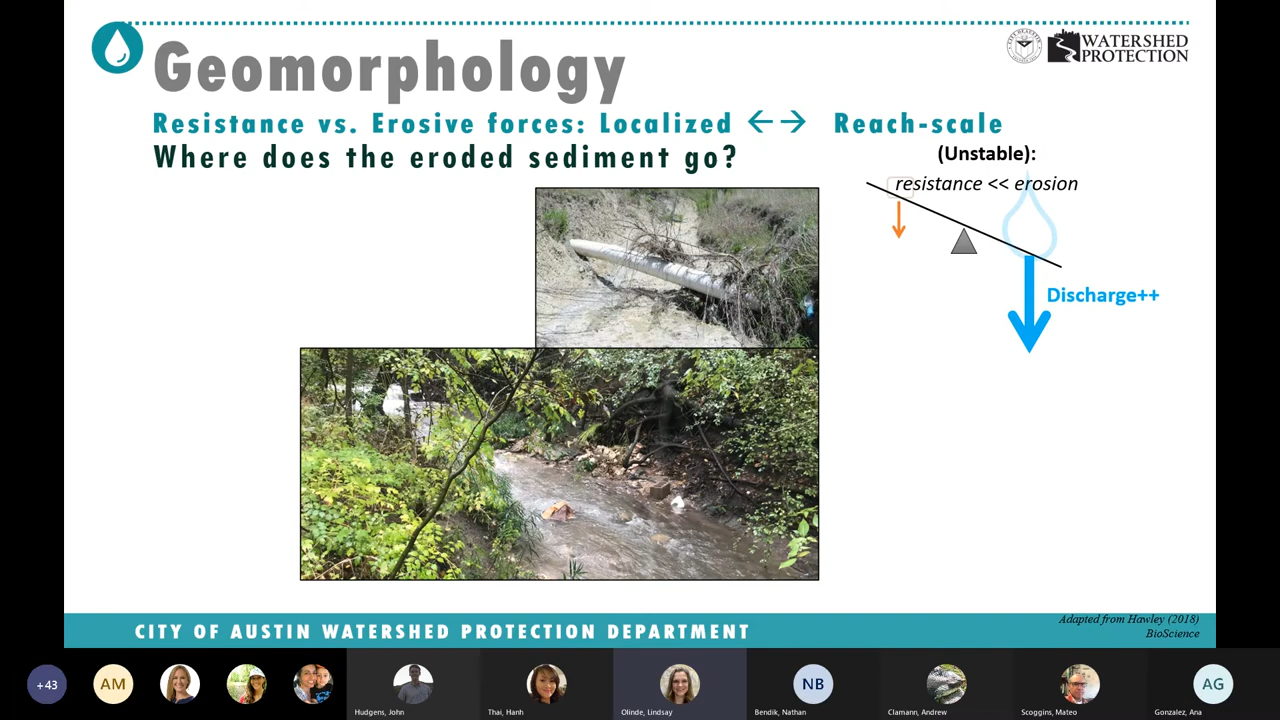 Geomorphology
WATERSHED
PROTECTION
Resistance vs. Erosive forces: Localized ←→ Reach-scale
Where does the eroded sediment go?
(Unstable):
resistance << erosion
Discharge++
Adapted from Hawley (2018)
BioScience
CITY OF AUSTIN WATERSHED PROTECTION DEPARTMENT
+43
AM
NB
AG
Hudgens, John
Thai, Hanh
Olinde, Lindsay
Bendik, Nathan
Clamann, Andrew
Scoggins, Mateo
Gonzalez, Ana